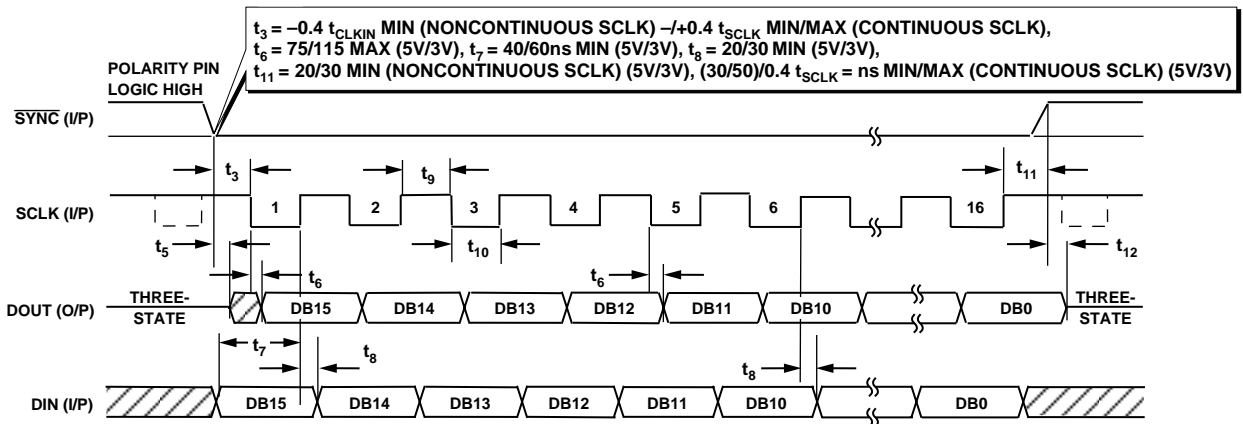 t3 = –0.4 tCLKIN MIN (NONCONTINUOUS SCLK) –/+0.4 tSCLK MIN/MAX (CONTINUOUS SCLK),
t6 = 75/115 MAX (5V/3V), t7 = 40/60ns MIN (5V/3V), t8 = 20/30 MIN (5V/3V),
t11 = 20/30 MIN (NONCONTINUOUS SCLK) (5V/3V), (30/50)/0.4 tSCLK = ns MIN/MAX (CONTINUOUS SCLK) (5V/3V)
POLARITY PIN
LOGIC HIGH
SYNC (I/P)
t3 t9 t11
SCLK (I/P) 1 2 3 4 5 6 16
t5 t10 t12
t6 t6
DOUT (O/P) THREE-STATE DB15 DB14 DB13 DB12 DB11 DB10 DB0 THREE-STATE
t7 t8 t8
DIN (I/P) DB15 DB14 DB13 DB12 DB11 DB10 DB0